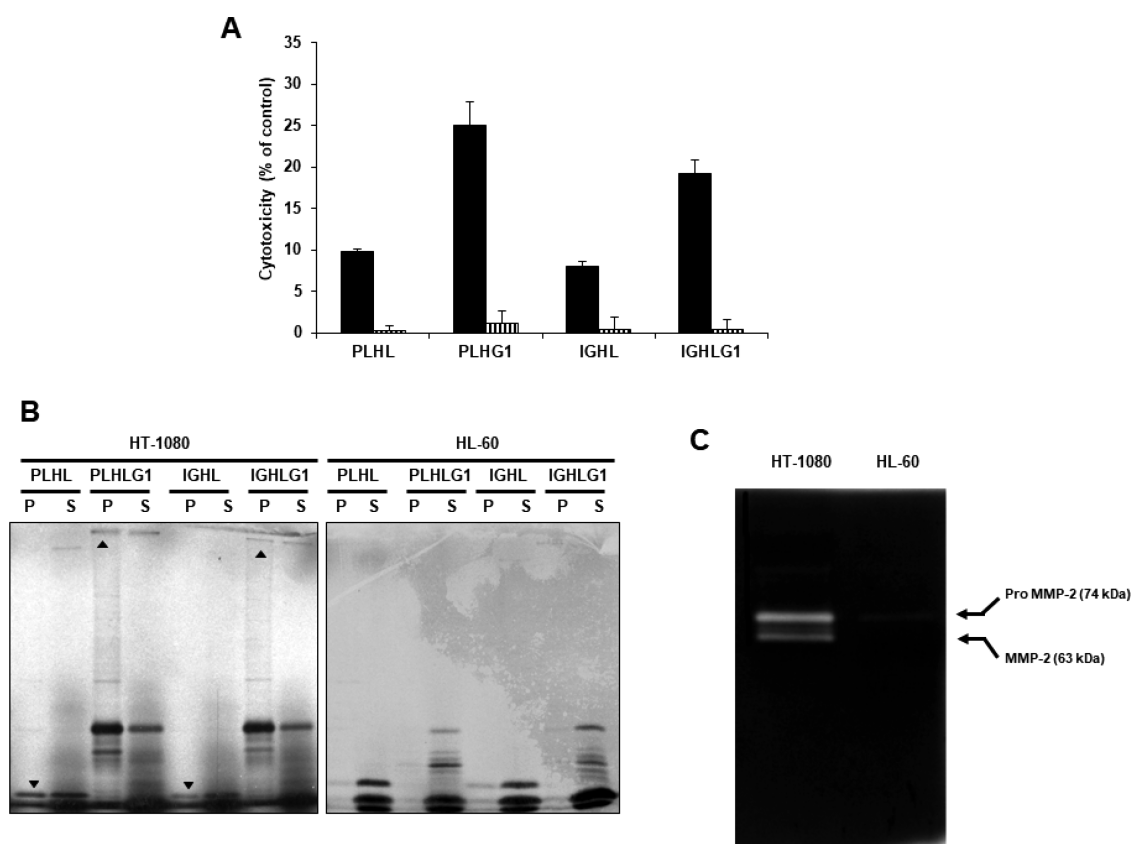 A
Cytotoxicity (% of control)
35
30
25
20
15
10
5
0
PLHL PLHG1 IGHL IGHLG1
B
HT-1080 HL-60
PLHL PLHLG1 IGHL IGHLG1 PLHL PLHLG1 IGHL IGHLG1
P S P S P S P S P S P S P S P S
C
HT-1080 HL-60
Pro MMP-2 (74 kDa)
MMP-2 (63 kDa)